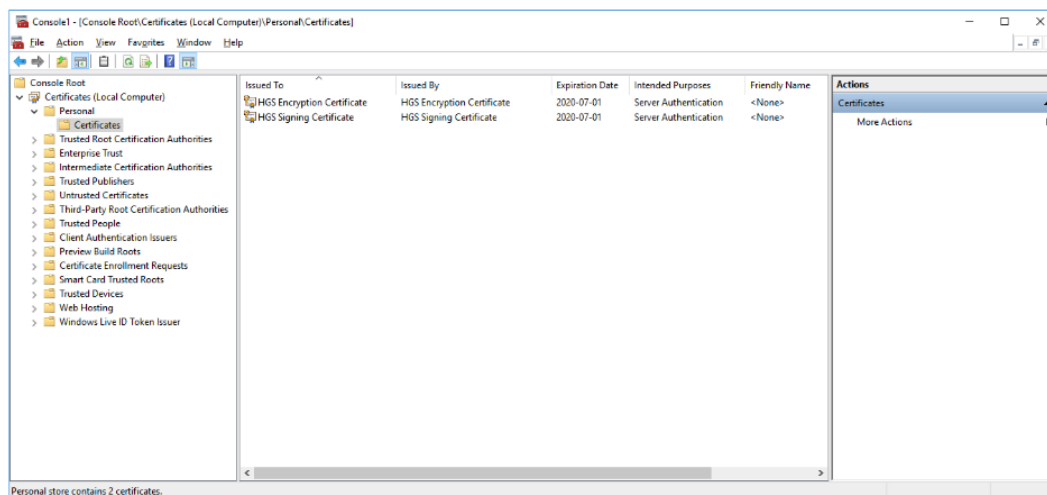 Console1 - [Console Root\Certificates (Local Computer)\Personal\Certificates]
File Action View Favorites Window Help
Console Root
Certificates (Local Computer)
Personal
Certificates
Trusted Root Certification Authorities
Enterprise Trust
Intermediate Certification Authorities
Trusted Publishers
Untrusted Certificates
Third-Party Root Certification Authorities
Trusted People
Client Authentication Issuers
Preview Build Roots
Certificate Enrollment Requests
Smart Card Trusted Roots
Trusted Devices
Web Hosting
Windows Live ID Token Issuer
Issued To Issued By Expiration Date Intended Purposes Friendly Name
HGS Encryption Certificate HGS Encryption Certificate 2020-07-01 Server Authentication <None>
HGS Signing Certificate HGS Signing Certificate 2020-07-01 Server Authentication <None>
Actions
Certificates
More Actions
Personal store contains 2 certificates.